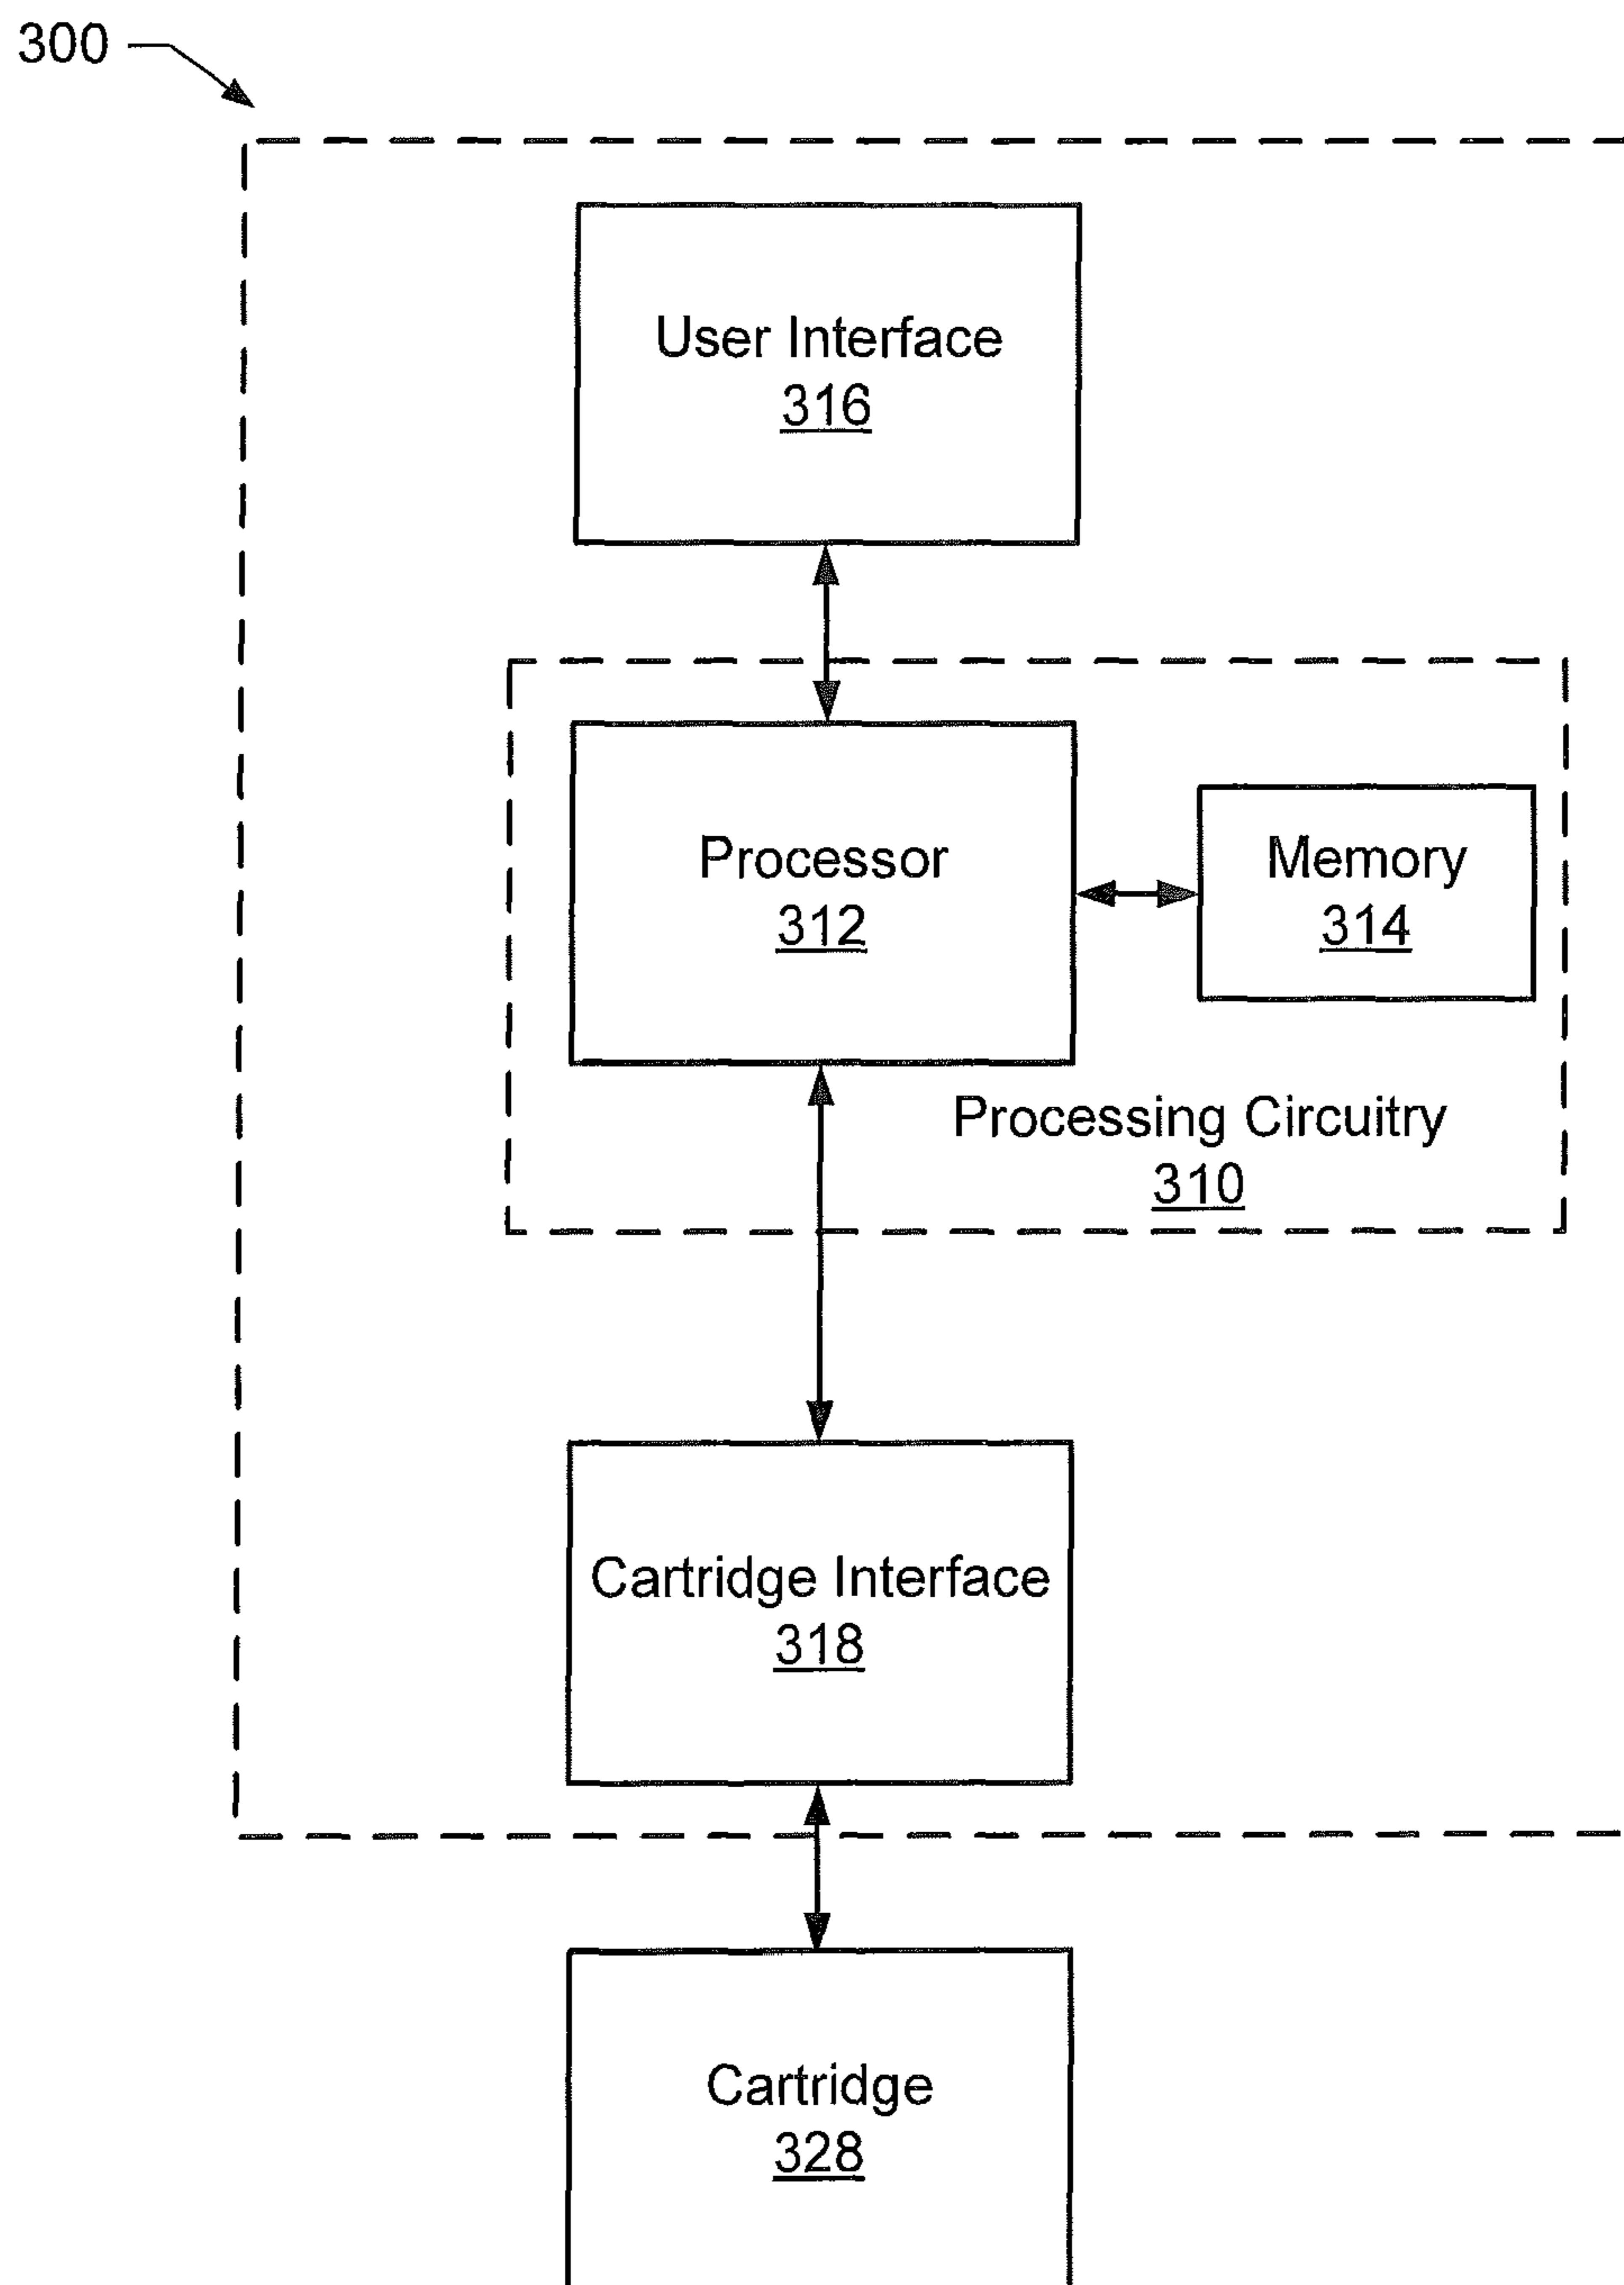 300
User Interface
316
Processor
312
Memory
314
Processing Circuitry
310
Cartridge Interface
318
Cartridge
328